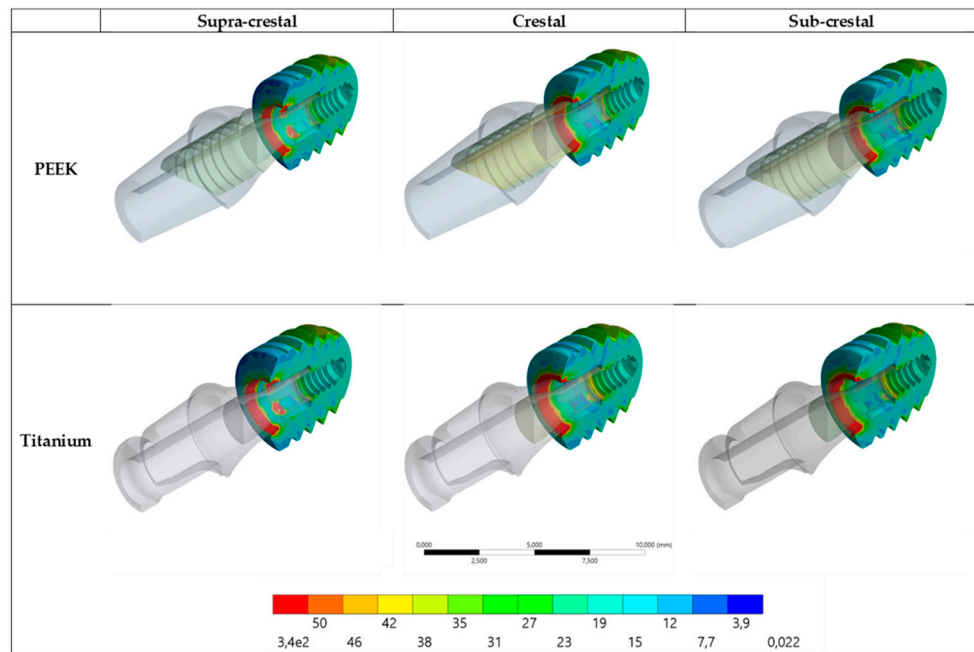 Supra-crestal Crestal Sub-crestal
PEEK
Titanium
0,000 5,000 10,000 (mm)
2,500 7,500
50 42 35 27 19 12 3,9
3,4e2 46 38 31 23 15 7,7 0,022